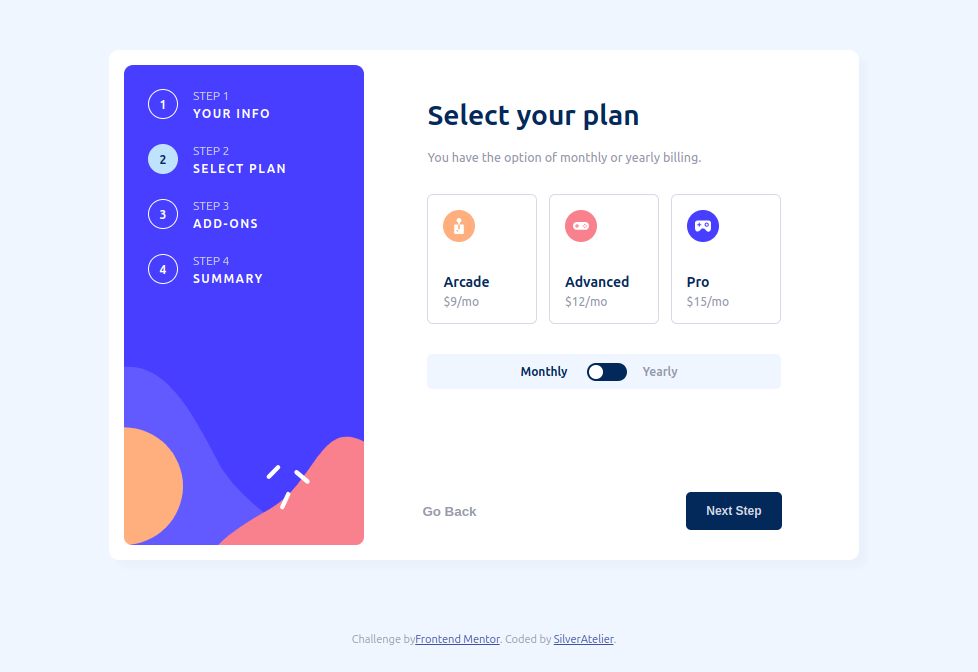 1
STEP 1
YOUR INFO
2
STEP 2
SELECT PLAN
3
STEP 3
ADD-ONS
4
STEP 4
SUMMARY
Select your plan
You have the option of monthly or yearly billing.
Arcade
$9/mo
Advanced
$12/mo
Pro
$15/mo
Monthly Yearly
Go Back
Next Step
Challenge byFrontend Mentor. Coded by SilverAtelier.